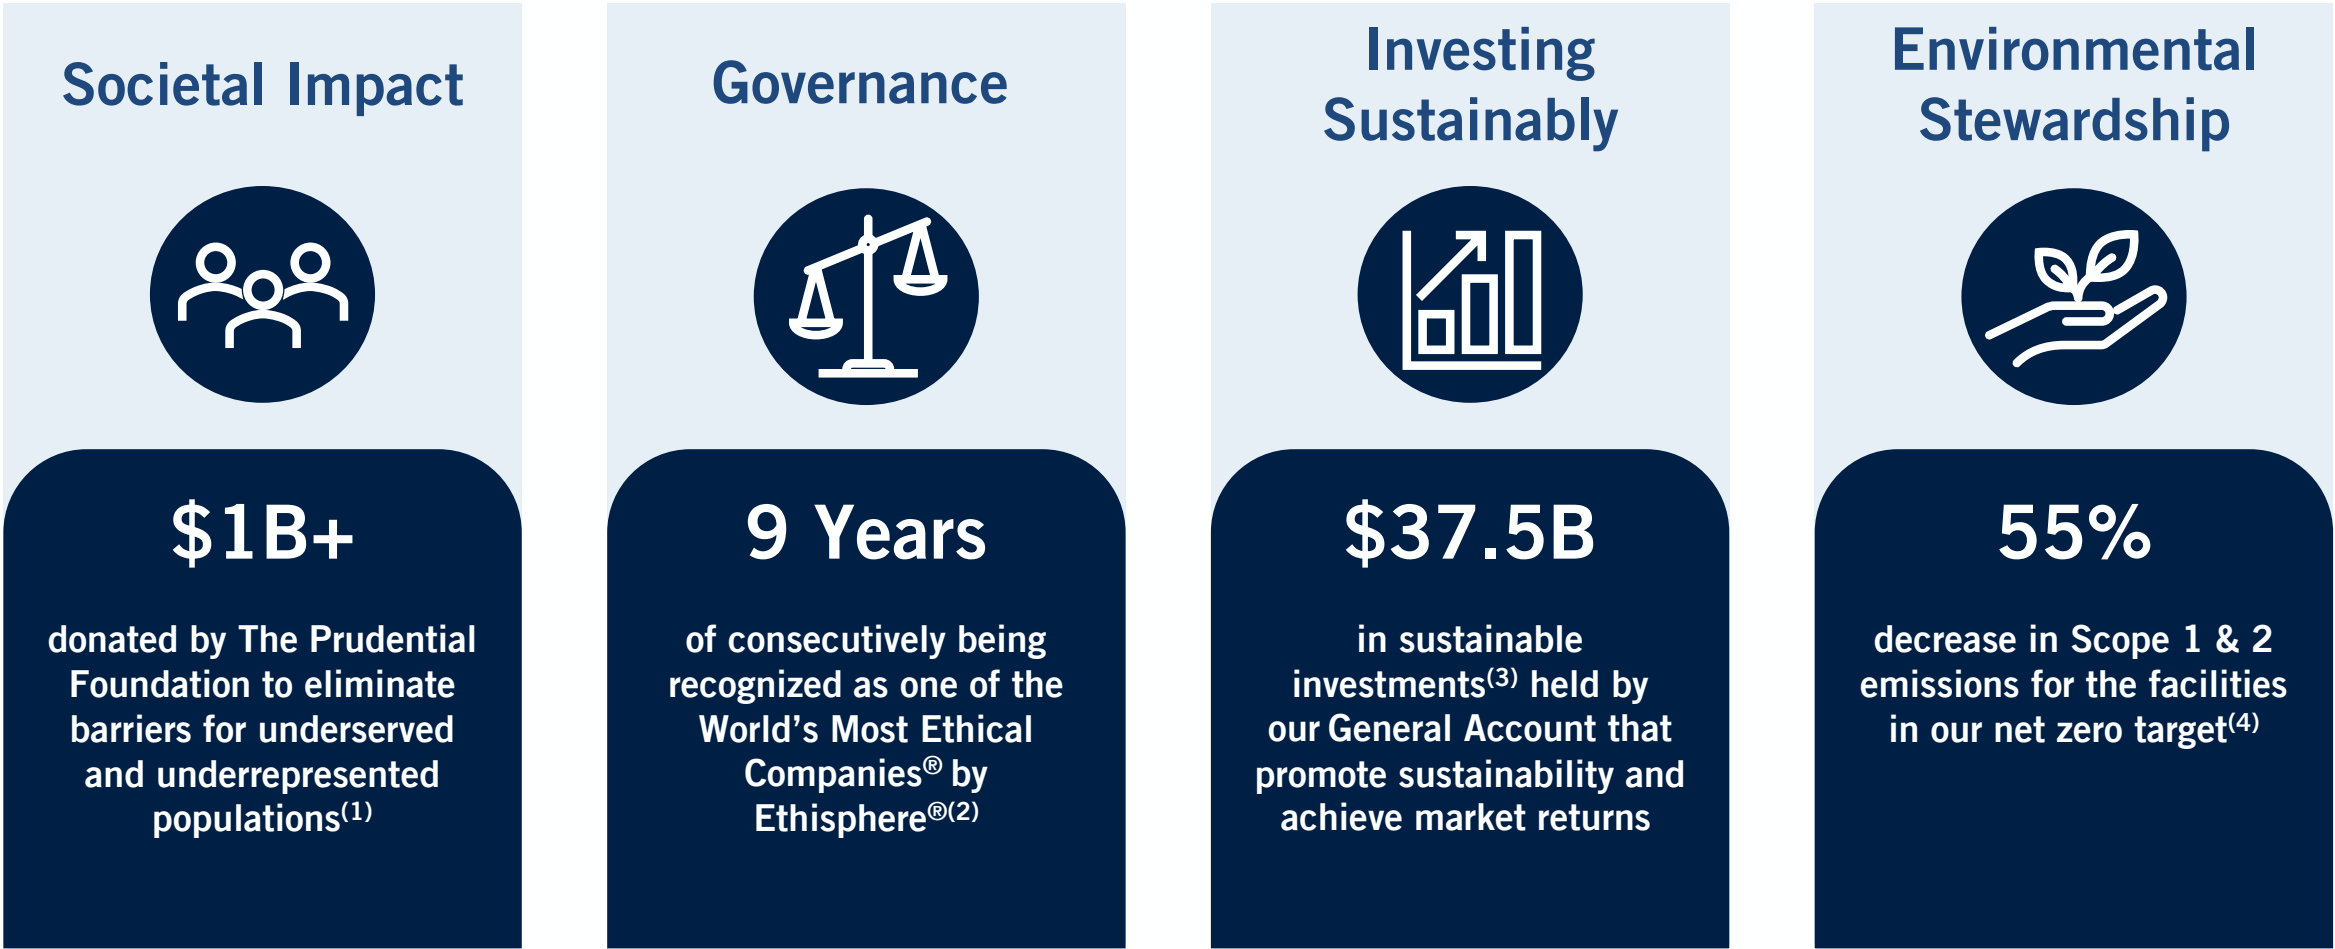 Societal Impact
$1B+
donated by The Prudential
Foundation to eliminate
barriers for underserved
and underrepresented
populations(1)
Governance
9 Years
of consecutively being
recognized as one of the
World’s Most Ethical
Companies® by
Ethisphere®(2)
Investing
Sustainably
$37.5B
in sustainable
investments(3) held by
our General Account that
promote sustainability and
achieve market returns
Environmental
Stewardship
55%
decrease in Scope 1 & 2
emissions for the facilities
in our net zero target(4)